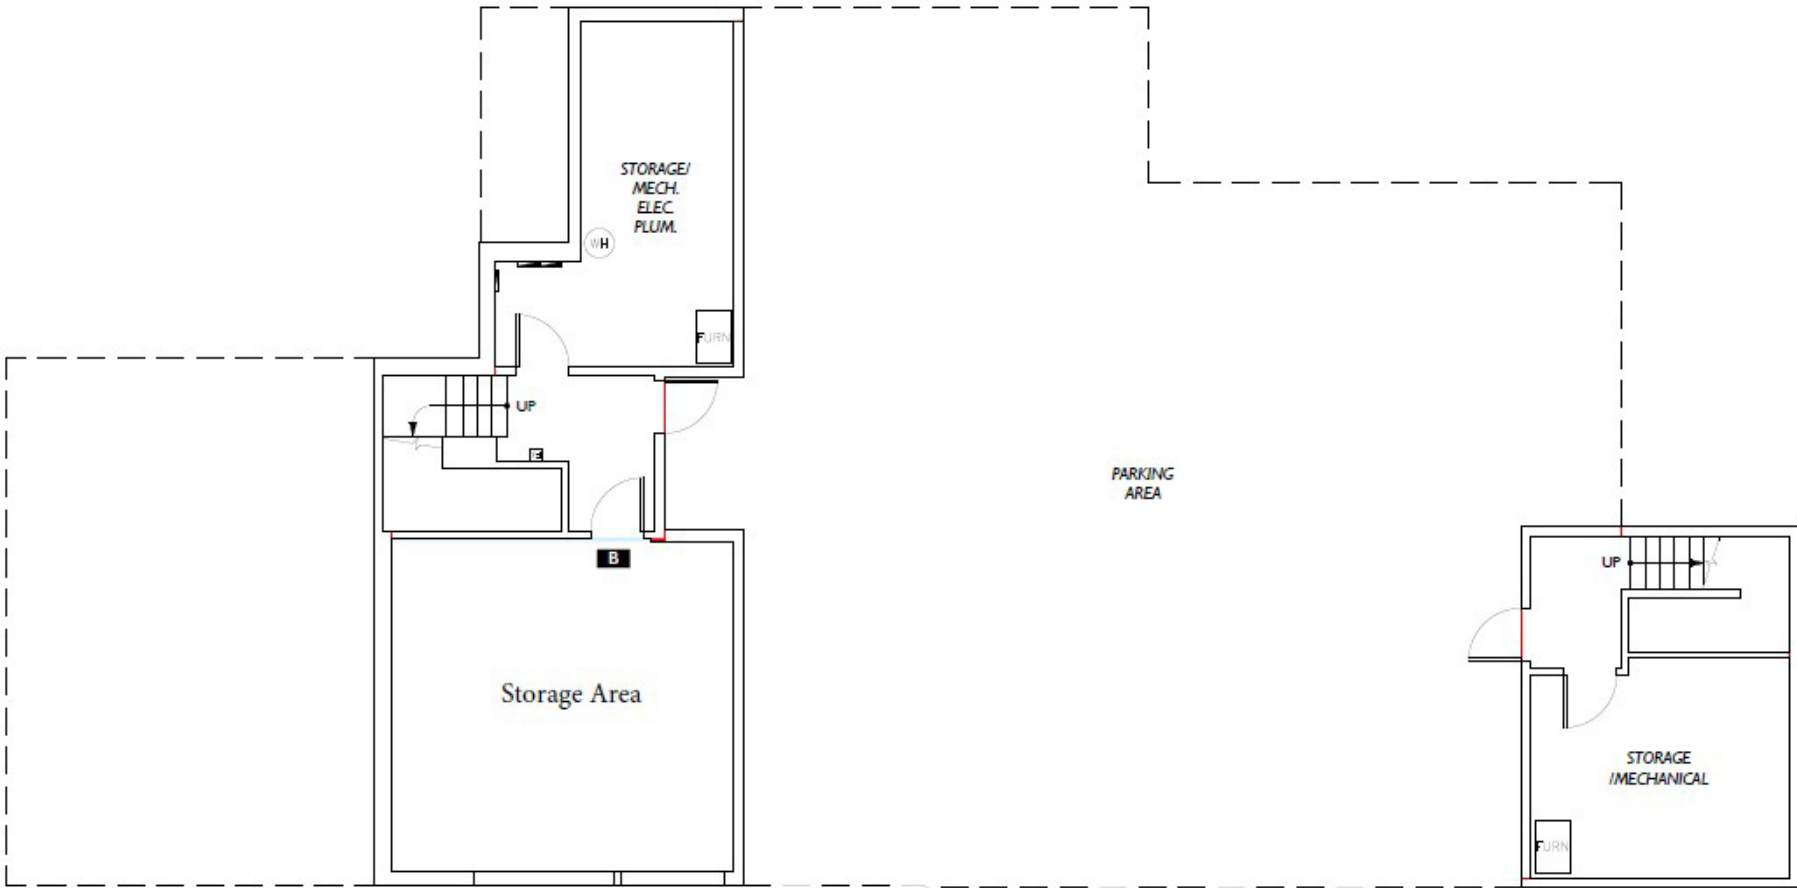 STORAGE/
MECH.
ELEC.
PLUM.
WH
FURN
UP
B
PARKING
AREA
UP
Storage Area
STORAGE
/MECHANICAL
FURN